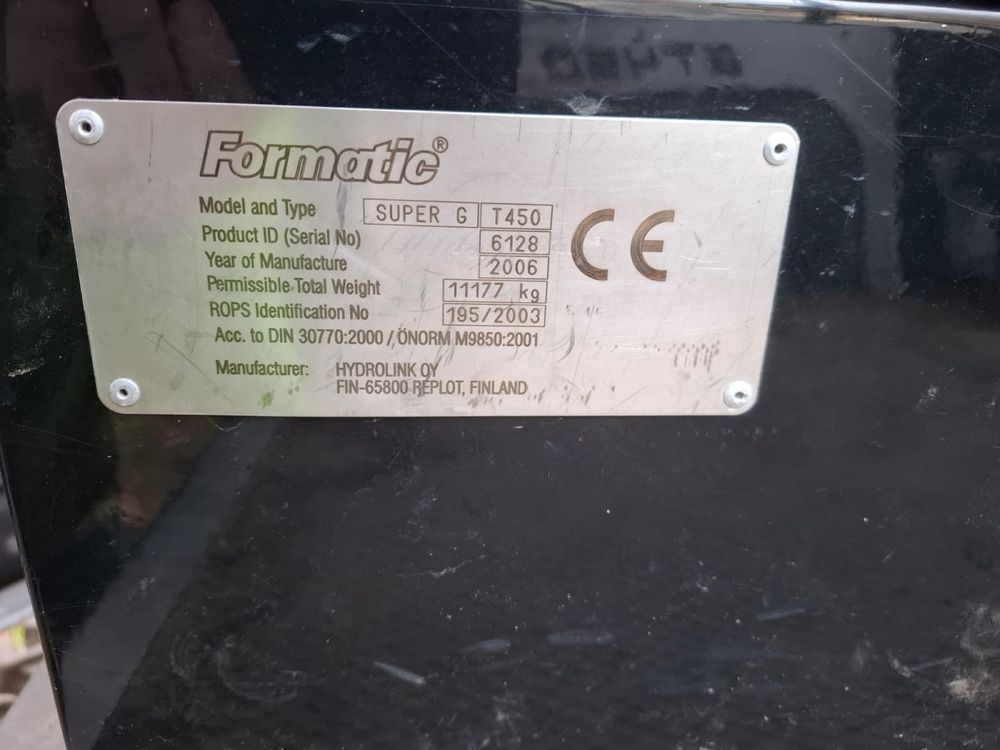 Formatic®
Model and Type SUPER G T450
Product ID (Serial No) 6128
Year of Manufacture 2006
Permissible Total Weight 11177 kg
ROPS Identification No 195/2003
Acc. to DIN 30770:2000 / ÖNORM M9850:2001
Manufacturer: HYDROLINK OY
FIN-65800 REPLOT, FINLAND
CE